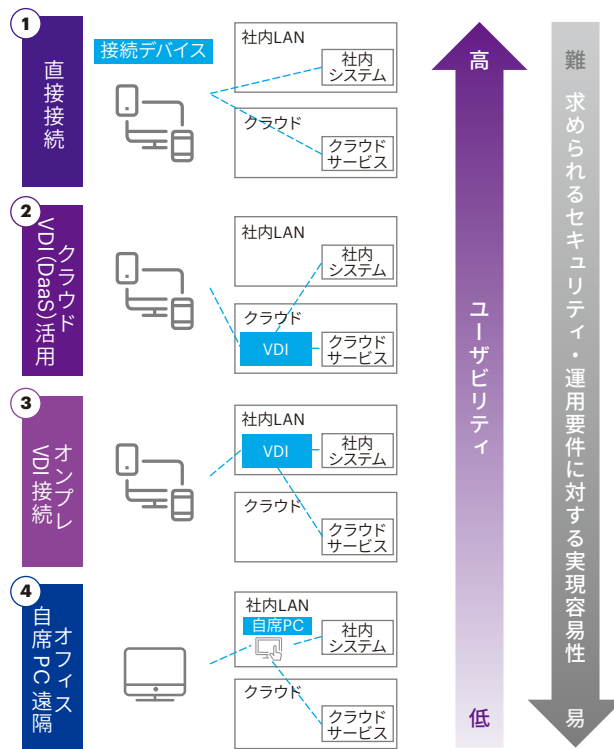 1
直接接続
接続デバイス
社内LAN
社内
システム
クラウド
クラウド
サービス
2
クラウド
VDI(DaaS)活用
社内LAN
社内
システム
クラウド
VDI
クラウド
サービス
3
オンプレ
VDI接続
社内LAN
VDI
社内
システム
クラウド
クラウド
サービス
4
オフィス
自席PC遠隔
社内LAN
自席PC
社内
システム
クラウド
クラウド
サービス
高
ユーザビリティ
低
難
求められるセキュリティ・運用要件に対する実現容易性
易